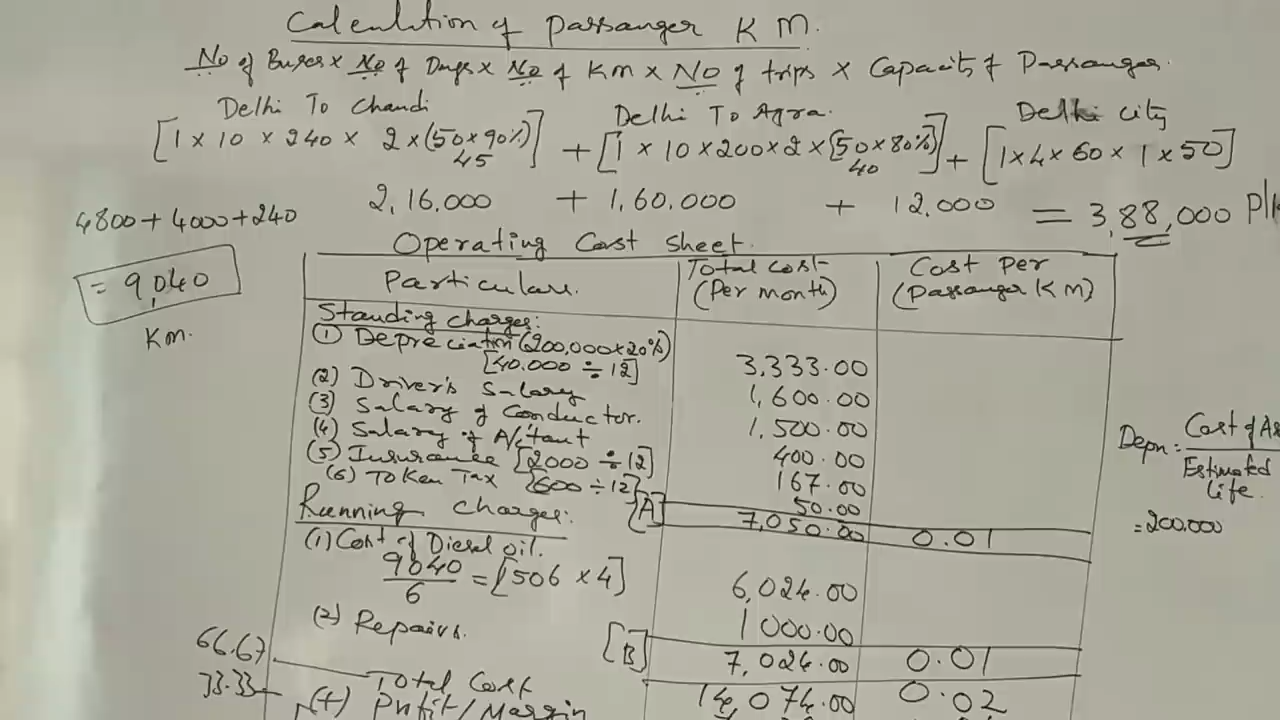 Calculation of Passanger K M.
No of Buses x No of Days x No of Km x No of trips x Capacity of Passanger
Delhi To Chandi Delhi To Agra. Delhi city
[1 x 10 x 240 x 2 x (50 x 90%)] + [1 x 10 x 200 x 2 x (50 x 80%)] + [1 x 4 x 60 x 1 x 50]
45 40
2,16,000 + 1,60,000 + 12,000 = 3,88,000
4800 + 4000 + 240
= 9,040
Km.
Operating Cost Sheet.
Particulars. Total cost (Per month) Cost Per (Passanger K M)
Standing charges:
(1) Depreciation (200,000 x 20%)
[40,000 ÷ 12] 3,333.00
(2) Driver's Salary 1,600.00
(3) Salary of Conductor. 1,500.00
(4) Salary of A/c'tant 400.00
(5) Insurance [2000 ÷ 12] 167.00
(6) Token Tax [600 ÷ 12] 50.00
[A] 7,050.00 0.01
Running charges:
(1) Cost of Diesel oil.
9040/6 = [506 x 4] 6,024.00
(2) Repairs. 1000.00
[B] 7,024.00 0.01
Total Cost 14,074.00 0.02
(+) Profit/Margin
66.67
33.33
Depn: Cost of As
Estimated
life.
= 200,000